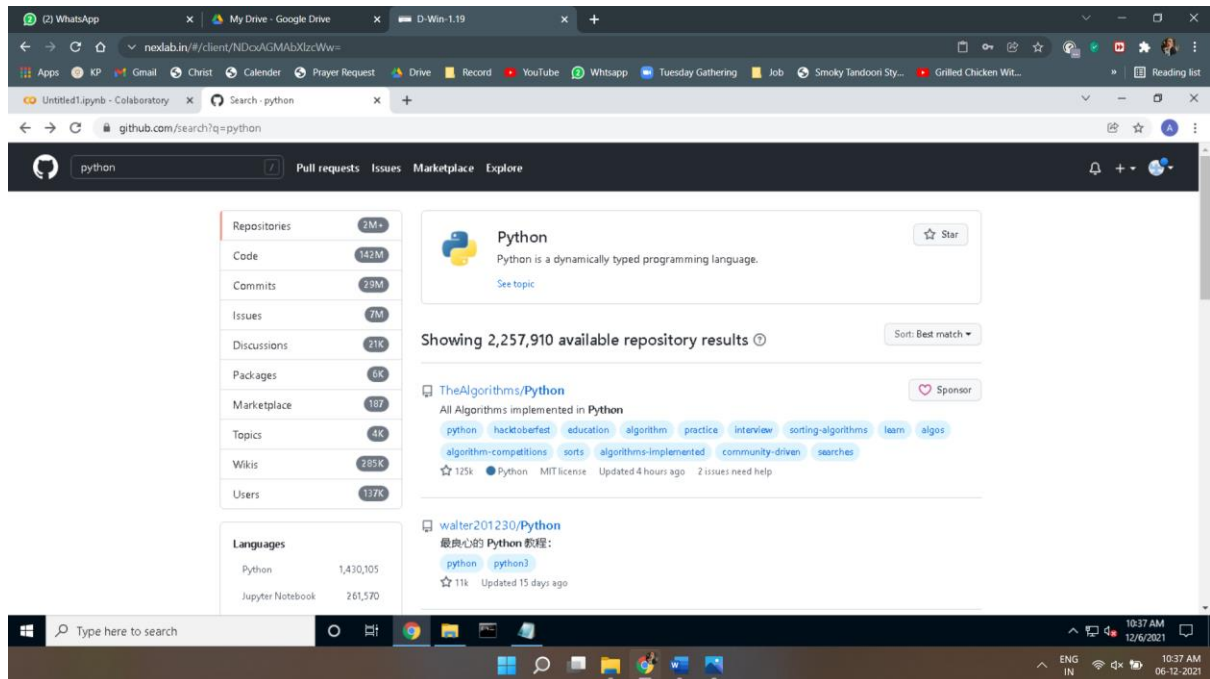 (2) WhatsApp
My Drive - Google Drive
D-Win-1.19
nexlab.in/#/client/NDcxAGMAbXlzcWw=
Apps KP Gmail Christ Calender Prayer Request Drive Record YouTube Whtsapp Tuesday Gathering Job Smoky Tandoori Sty... Grilled Chicken Wit... » Reading list
Untitled1.ipynb - Colaboratory
Search · python
github.com/search?q=python
A
python / Pull requests Issues Marketplace Explore
Repositories 2M+
Code 142M
Commits 29M
Issues 7M
Discussions 21K
Packages 6K
Marketplace 187
Topics 4K
Wikis 285K
Users 137K
Languages
Python 1,430,105
Jupyter Notebook 261,570
Python
Star
Python is a dynamically typed programming language.
See topic
Showing 2,257,910 available repository results
Sort: Best match
TheAlgorithms/Python
Sponsor
All Algorithms implemented in Python
python hacktoberfest education algorithm practice interview sorting-algorithms learn algos
algorithm-competitions sorts algorithms-implemented community-driven searches
125k Python MIT license Updated 4 hours ago 2 issues need help
walter201230/Python
最良心的 Python 教程：
python python3
11k Updated 15 days ago
Type here to search
10:37 AM
12/6/2021
ENG
IN
10:37 AM
06-12-2021